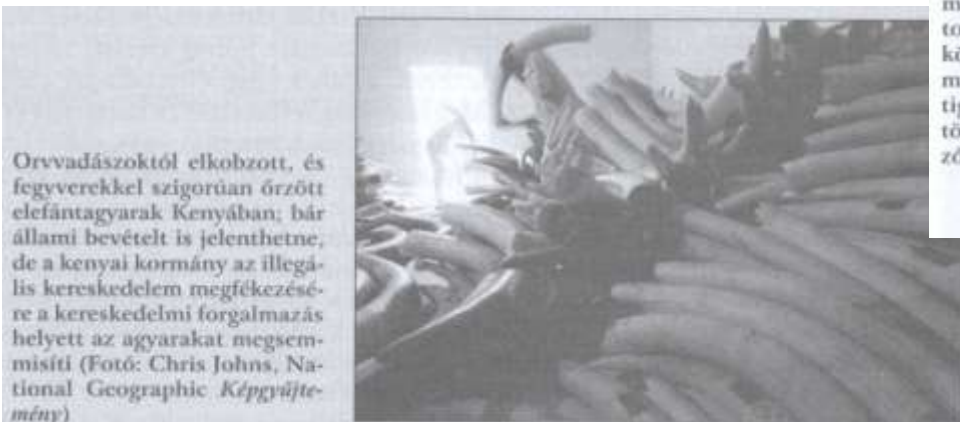 Orvvadászoktól elkobzott, és
fegyverekkel szigorúan őrzött
elefántagyarak Kenyában; bár
állami bevételt is jelenthetne,
de a kenyai kormány az illegá-
lis kereskedelem megfékezésé-
re a kereskedelmi forgalmazás
helyett az agyarakat megsem-
misíti (Fotó: Chris Johns, Na-
tional Geographic Képgyűjte-
mény)